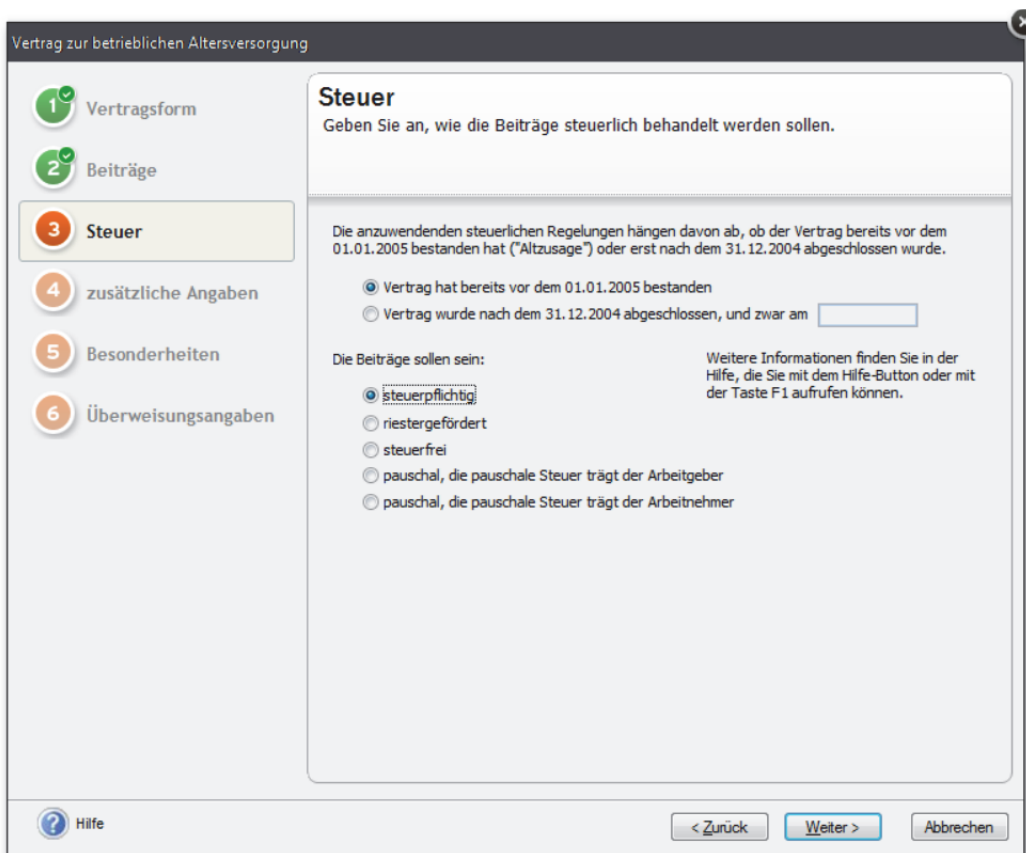 Vertrag zur betrieblichen Altersversorgung
1 Vertragsform
2 Beiträge
3 Steuer
4 zusätzliche Angaben
5 Besonderheiten
6 Überweisungsangaben
Steuer
Geben Sie an, wie die Beiträge steuerlich behandelt werden sollen.
Die anzuwendenden steuerlichen Regelungen hängen davon ab, ob der Vertrag bereits vor dem
01.01.2005 bestanden hat ("Altzusage") oder erst nach dem 31.12.2004 abgeschlossen wurde.
Vertrag hat bereits vor dem 01.01.2005 bestanden
Vertrag wurde nach dem 31.12.2004 abgeschlossen, und zwar am
Die Beiträge sollen sein:
steuerpflichtig
riestergefördert
steuerfrei
pauschal, die pauschale Steuer trägt der Arbeitgeber
pauschal, die pauschale Steuer trägt der Arbeitnehmer
Weitere Informationen finden Sie in der
Hilfe, die Sie mit dem Hilfe-Button oder mit
der Taste F1 aufrufen können.
Hilfe
< Zurück
Weiter >
Abbrechen